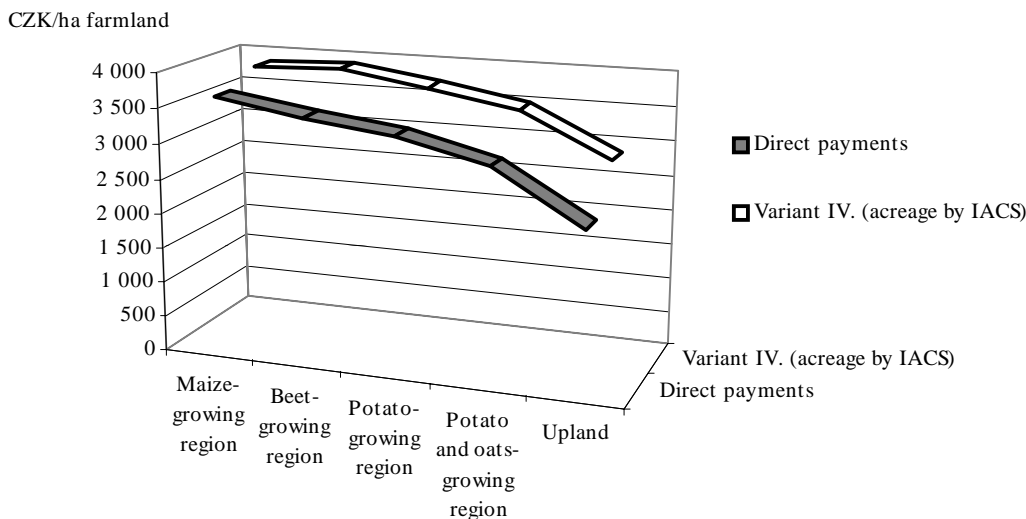 CZK/ha farmland
4 000
3 500
3 000
2 500
2 000
1 500
1 000
500
0
Direct payments
Variant IV. (acreage by IACS)
Variant IV. (acreage by IACS)
Direct payments
Maize-
growing
region
Beet-
growing
region
Potato-
growing
region
Potato
and oats-
growing
region
Upland